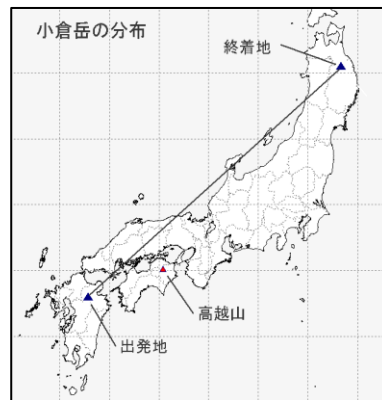 小倉岳の分布
終着地
高越山
出発地